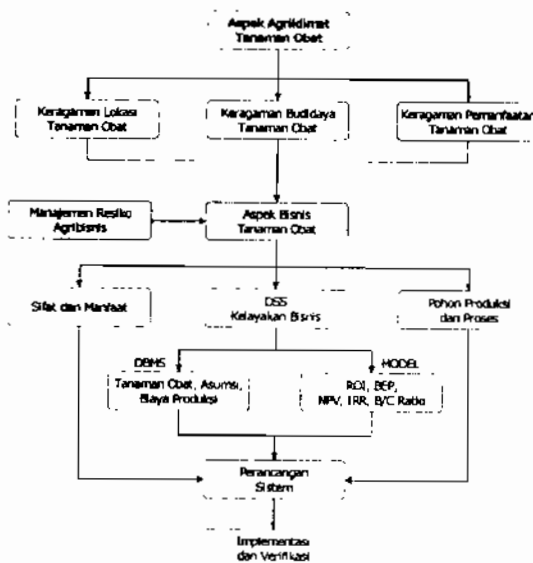 Aspek Agriklimat
Tanaman Obat
Keragaman Lokasi
Tanaman Obat
Keragaman Budidaya
Tanaman Obat
Keragaman Pemanfaatan
Tanaman Obat
Manajemen Resiko
Agribisnis
Aspek Bisnis
Tanaman Obat
Sifat dan Manfaat
DSS
Kelayakan Bisnis
Pohon Produksi
dan Proses
DBMS
Tanaman Obat, Asumsi,
Biaya Produksi
MODEL
ROI, BEP,
NPV, IRR, B/C Ratio
Perancangan
Sistem
Implementasi
dan Verifikasi